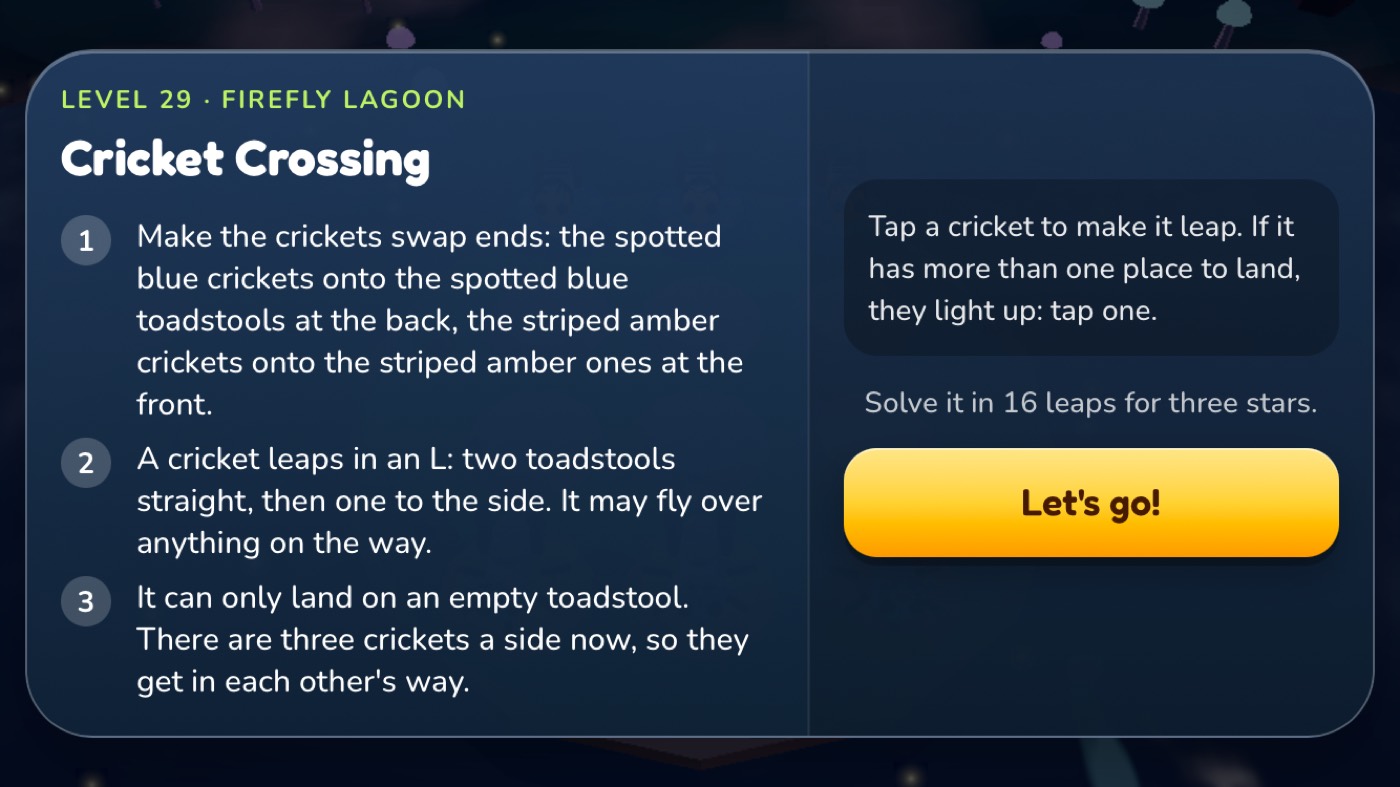 LEVEL 29 · FIREFLY LAGOON
Cricket Crossing
1
Make the crickets swap ends: the spotted
blue crickets onto the spotted blue
toadstools at the back, the striped amber
crickets onto the striped amber ones at the
front.
2
A cricket leaps in an L: two toadstools
straight, then one to the side. It may fly over
anything on the way.
3
It can only land on an empty toadstool.
There are three crickets a side now, so they
get in each other's way.
Tap a cricket to make it leap. If it
has more than one place to land,
they light up: tap one.
Solve it in 16 leaps for three stars.
Let's go!